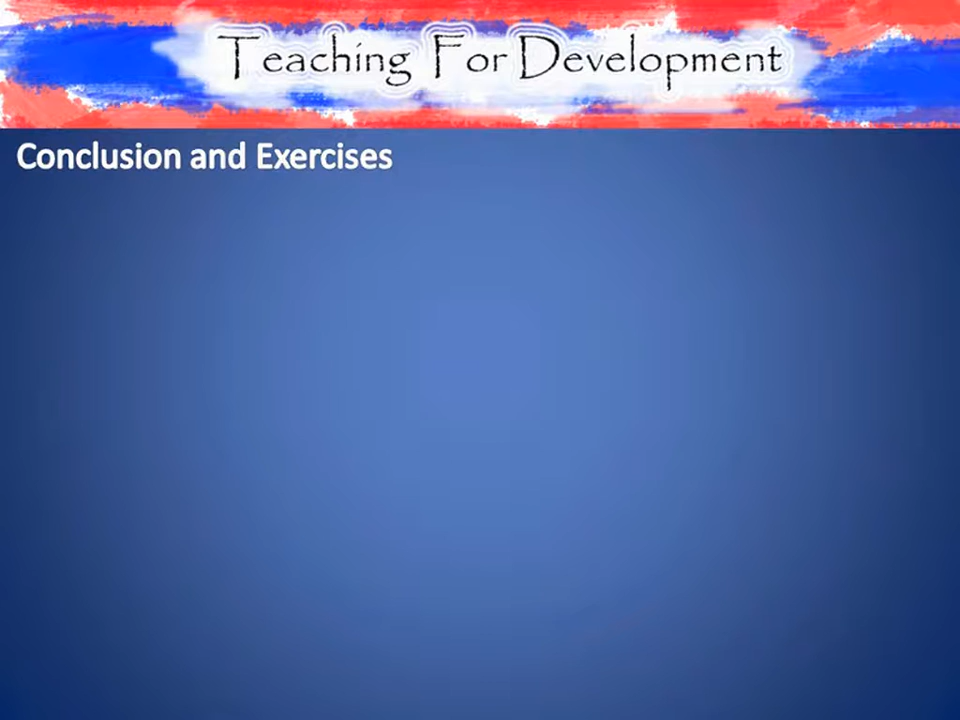 Teaching For Development
Conclusion and Exercises